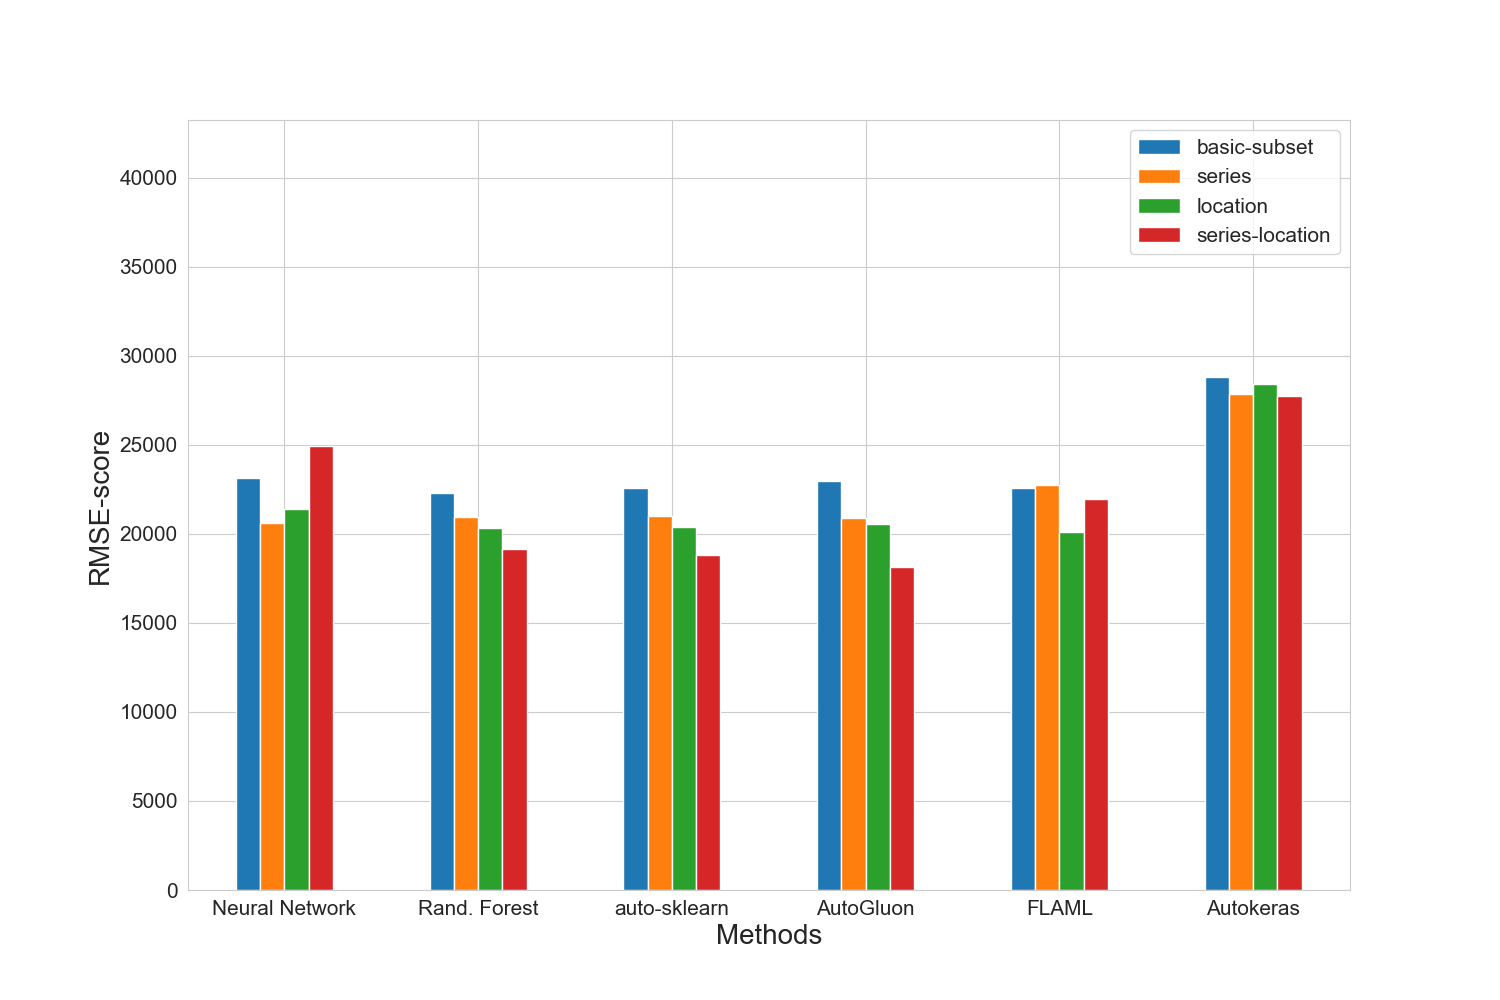 basic-subset
series
location
series-location
40000
35000
30000
25000
20000
15000
10000
5000
0
RMSE-score
Neural Network
Rand. Forest
auto-sklearn
AutoGluon
FLAML
Autokeras
Methods